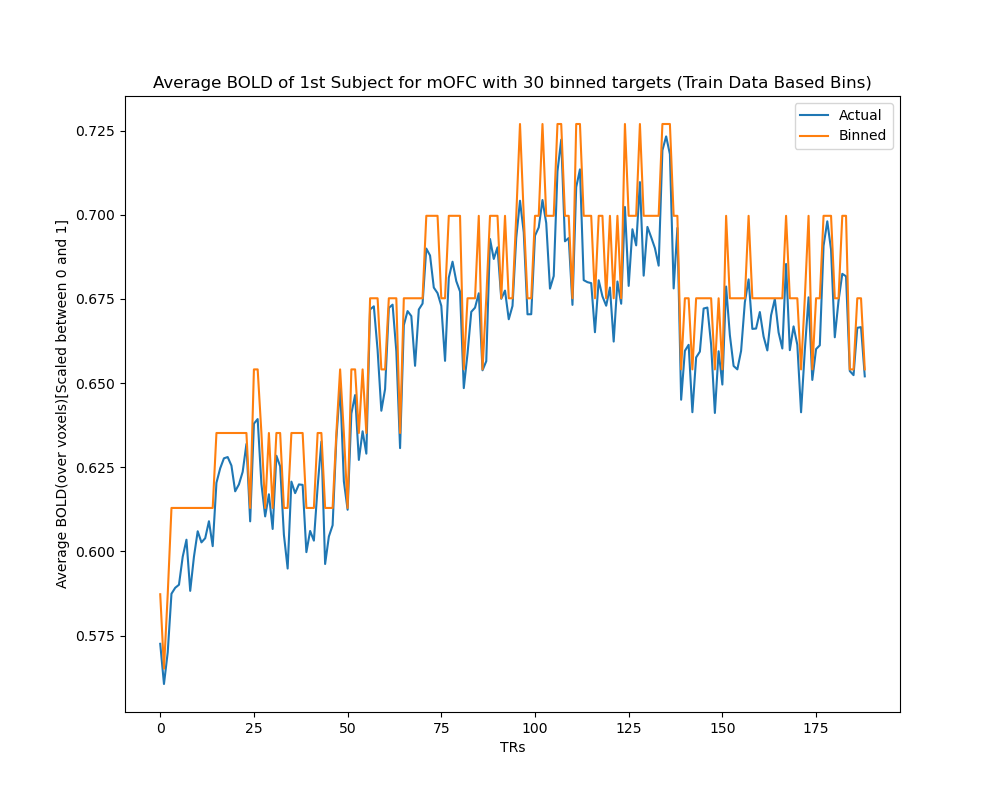 Average BOLD of 1st Subject for mOFC with 30 binned targets (Train Data Based Bins)
Actual
Binned
Average BOLD(over voxels)[Scaled between 0 and 1]
0.725
0.700
0.675
0.650
0.625
0.600
0.575
0 25 50 75 100 125 150 175
TRs